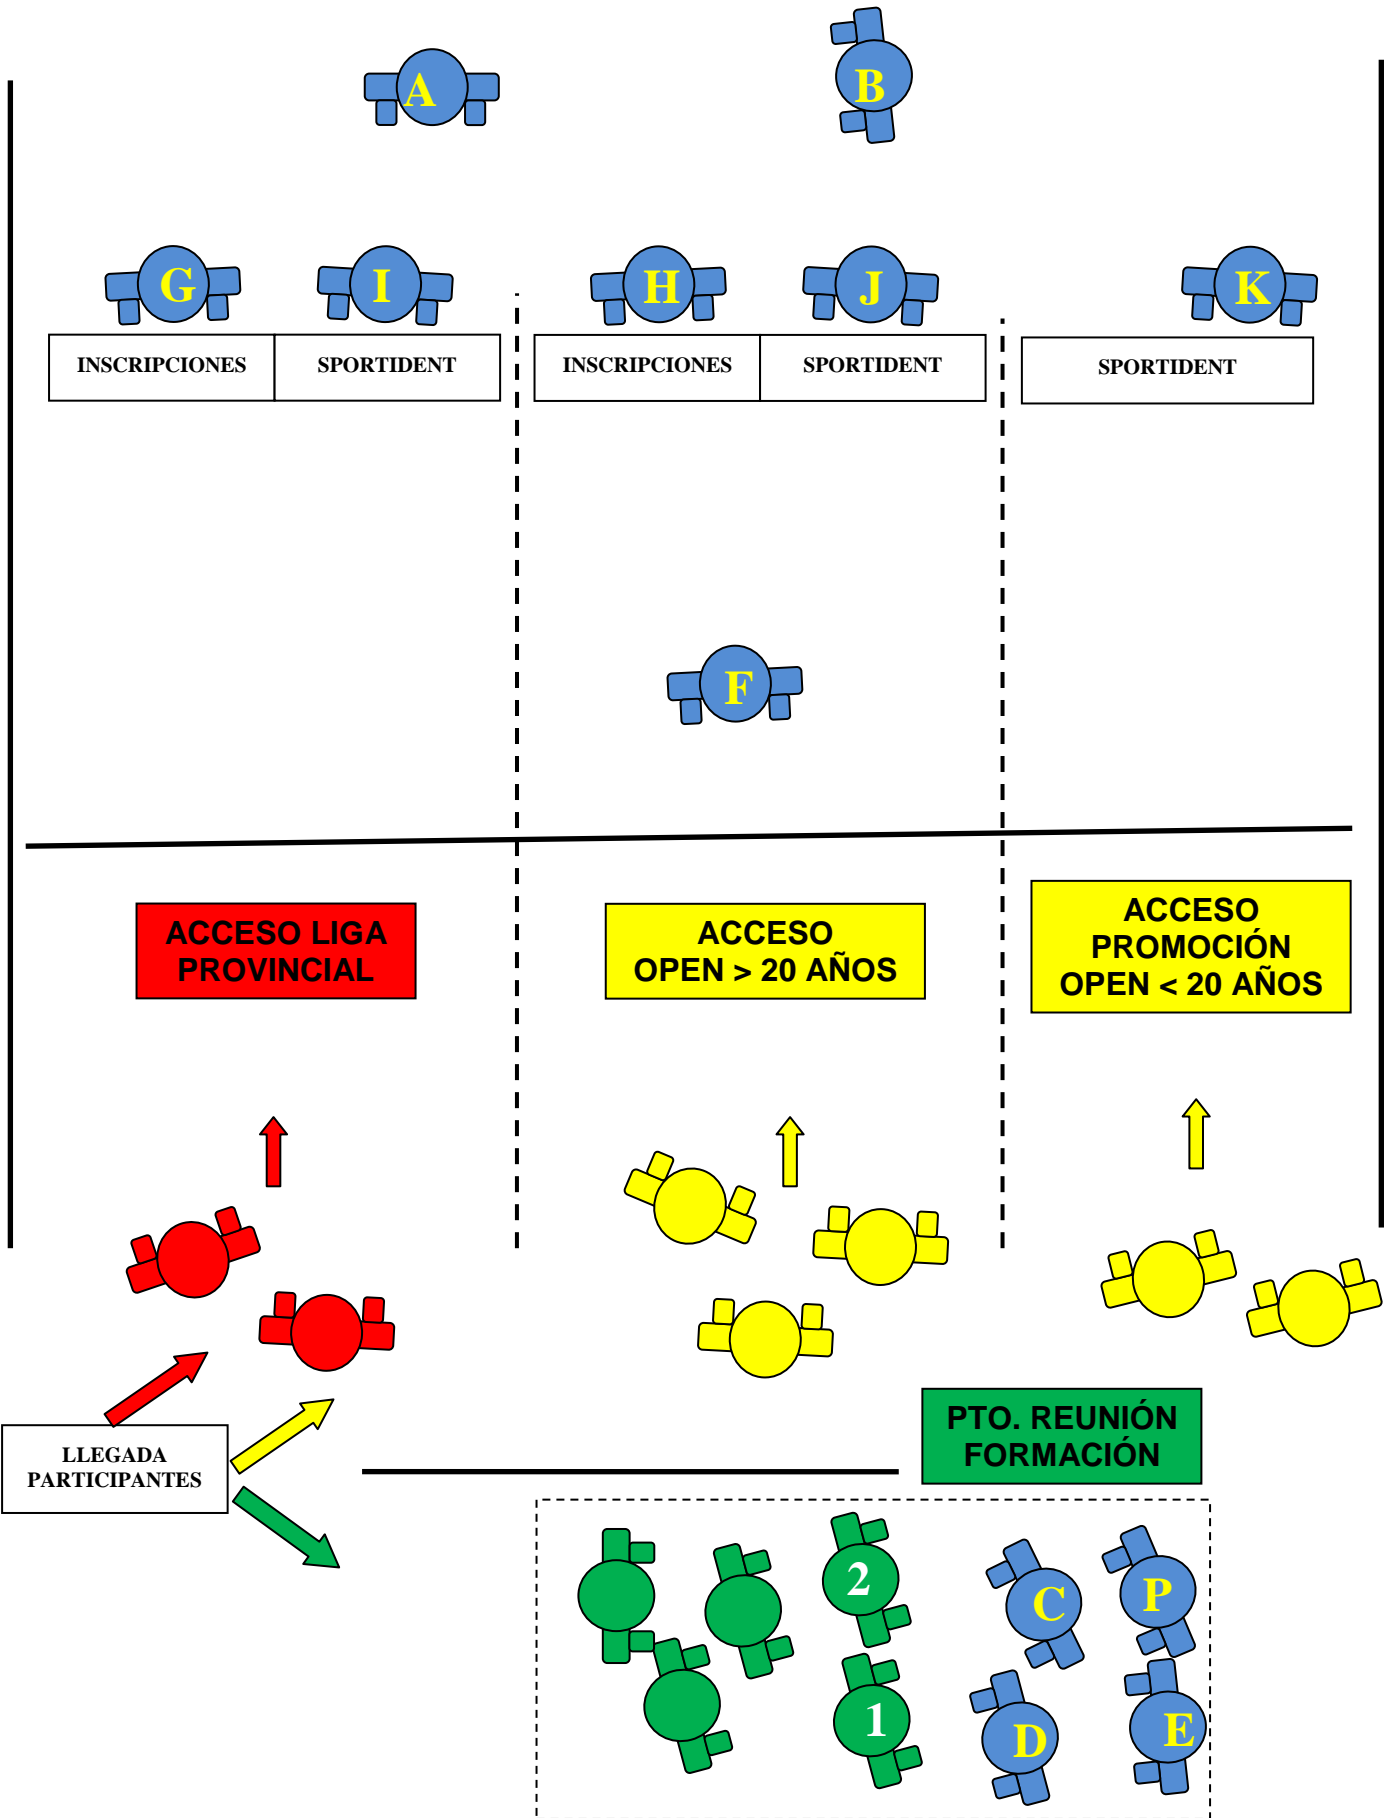 A
B
G
I
H
J
K
INSCRIPCIONES
SPORTIDENT
INSCRIPCIONES
SPORTIDENT
SPORTIDENT
F
ACCESO LIGA
PROVINCIAL
ACCESO
OPEN > 20 AÑOS
ACCESO
PROMOCIÓN
OPEN < 20 AÑOS
LLEGADA
PARTICIPANTES
PTO. REUNIÓN
FORMACIÓN
2
C
P
1
D
E